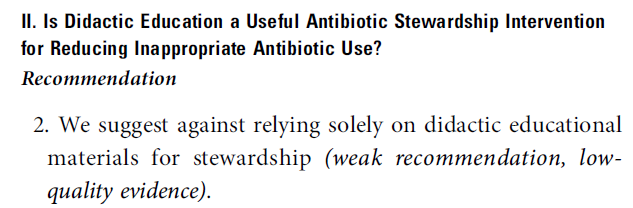 II. Is Didactic Education a Useful Antibiotic Stewardship Intervention
for Reducing Inappropriate Antibiotic Use?
Recommendation
2. We suggest against relying solely on didactic educational
materials for stewardship (weak recommendation, low-
quality evidence).